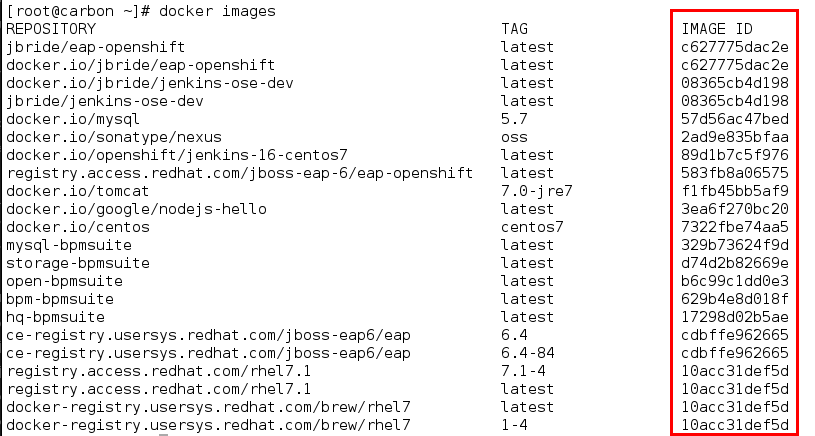 [root@carbon ~]# docker images
REPOSITORY TAG IMAGE ID
jbride/eap-openshift latest c627775dac2e
docker.io/jbride/eap-openshift latest c627775dac2e
docker.io/jbride/jenkins-ose-dev latest 08365cb4d198
jbride/jenkins-ose-dev latest 08365cb4d198
docker.io/mysql 5.7 57d56ac47bed
docker.io/sonatype/nexus oss 2ad9e835bfaa
docker.io/openshift/jenkins-16-centos7 latest 89d1b7c5f976
registry.access.redhat.com/jboss-eap-6/eap-openshift latest 583fb8a06575
docker.io/tomcat 7.0-jre7 f1fb45bb5af9
docker.io/google/nodejs-hello latest 3ea6f270bc20
docker.io/centos centos7 7322fbe74aa5
mysql-bpmsuite latest 329b73624f9d
storage-bpmsuite latest d74d2b82669e
open-bpmsuite latest b6c99c1dd0e3
bpm-bpmsuite latest 629b4e8d018f
hq-bpmsuite latest 17298d02b5ae
ce-registry.usersys.redhat.com/jboss-eap6/eap 6.4 cdbffe962665
ce-registry.usersys.redhat.com/jboss-eap6/eap 6.4-84 cdbffe962665
registry.access.redhat.com/rhel7.1 7.1-4 10acc31def5d
registry.access.redhat.com/rhel7.1 latest 10acc31def5d
docker-registry.usersys.redhat.com/brew/rhel7 latest 10acc31def5d
docker-registry.usersys.redhat.com/brew/rhel7 1-4 10acc31def5d